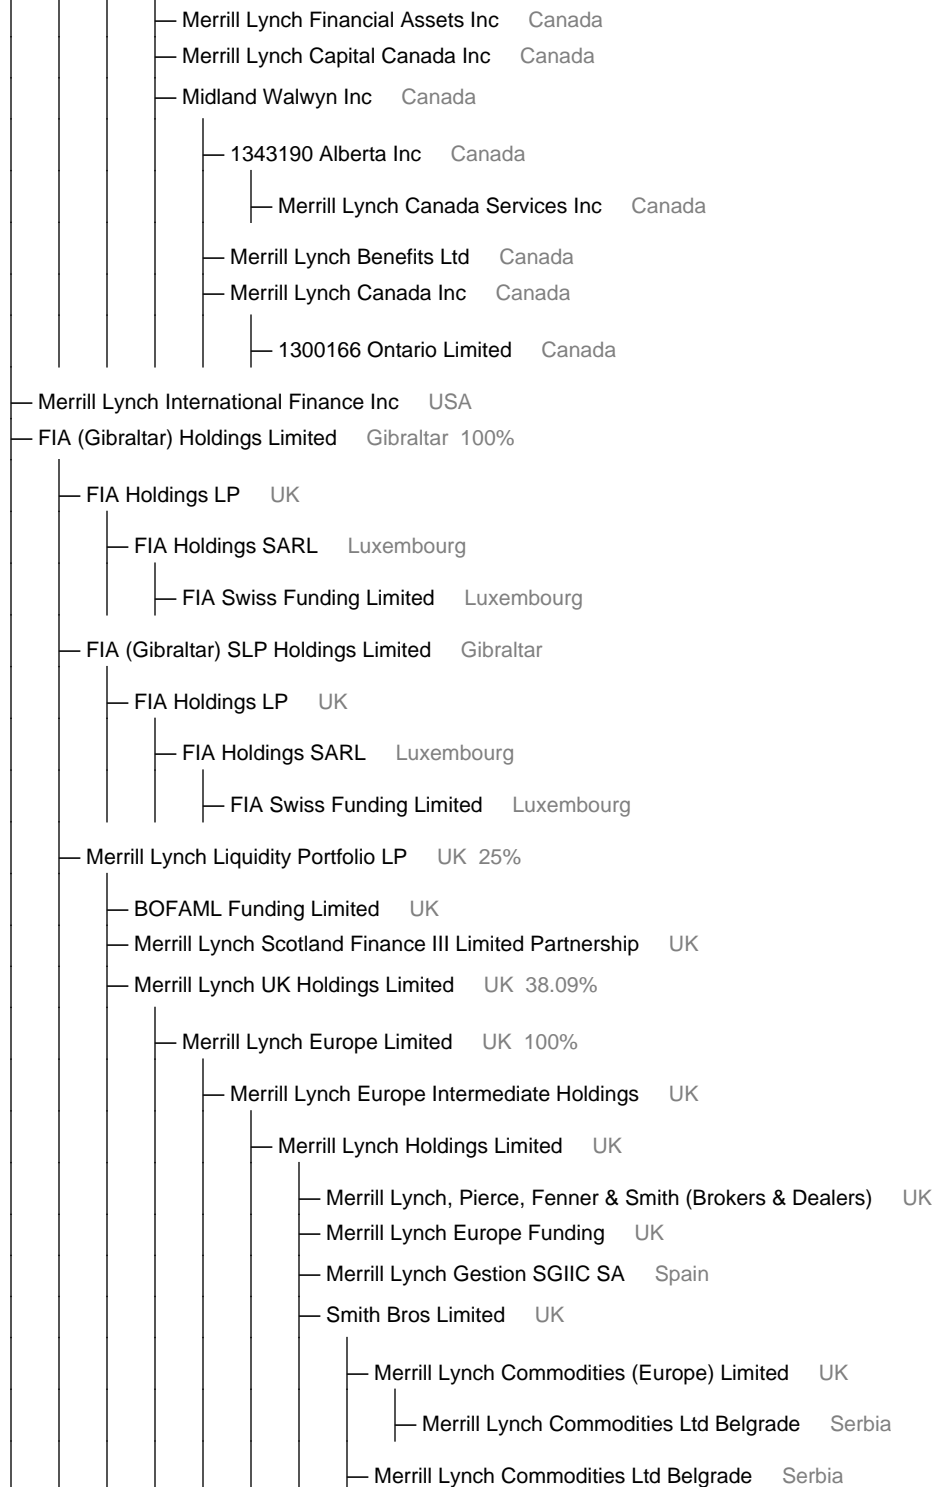 Merrill Lynch Financial Assets Inc Canada
Merrill Lynch Capital Canada Inc Canada
Midland Walwyn Inc Canada
1343190 Alberta Inc Canada
Merrill Lynch Canada Services Inc Canada
Merrill Lynch Benefits Ltd Canada
Merrill Lynch Canada Inc Canada
1300166 Ontario Limited Canada
Merrill Lynch International Finance Inc USA
FIA (Gibraltar) Holdings Limited Gibraltar 100%
FIA Holdings LP UK
FIA Holdings SARL Luxembourg
FIA Swiss Funding Limited Luxembourg
FIA (Gibraltar) SLP Holdings Limited Gibraltar
FIA Holdings LP UK
FIA Holdings SARL Luxembourg
FIA Swiss Funding Limited Luxembourg
Merrill Lynch Liquidity Portfolio LP UK 25%
BOFAML Funding Limited UK
Merrill Lynch Scotland Finance III Limited Partnership UK
Merrill Lynch UK Holdings Limited UK 38.09%
Merrill Lynch Europe Limited UK 100%
Merrill Lynch Europe Intermediate Holdings UK
Merrill Lynch Holdings Limited UK
Merrill Lynch, Pierce, Fenner & Smith (Brokers & Dealers) UK
Merrill Lynch Europe Funding UK
Merrill Lynch Gestion SGIIC SA Spain
Smith Bros Limited UK
Merrill Lynch Commodities (Europe) Limited UK
Merrill Lynch Commodities Ltd Belgrade Serbia
Merrill Lynch Commodities Ltd Belgrade Serbia